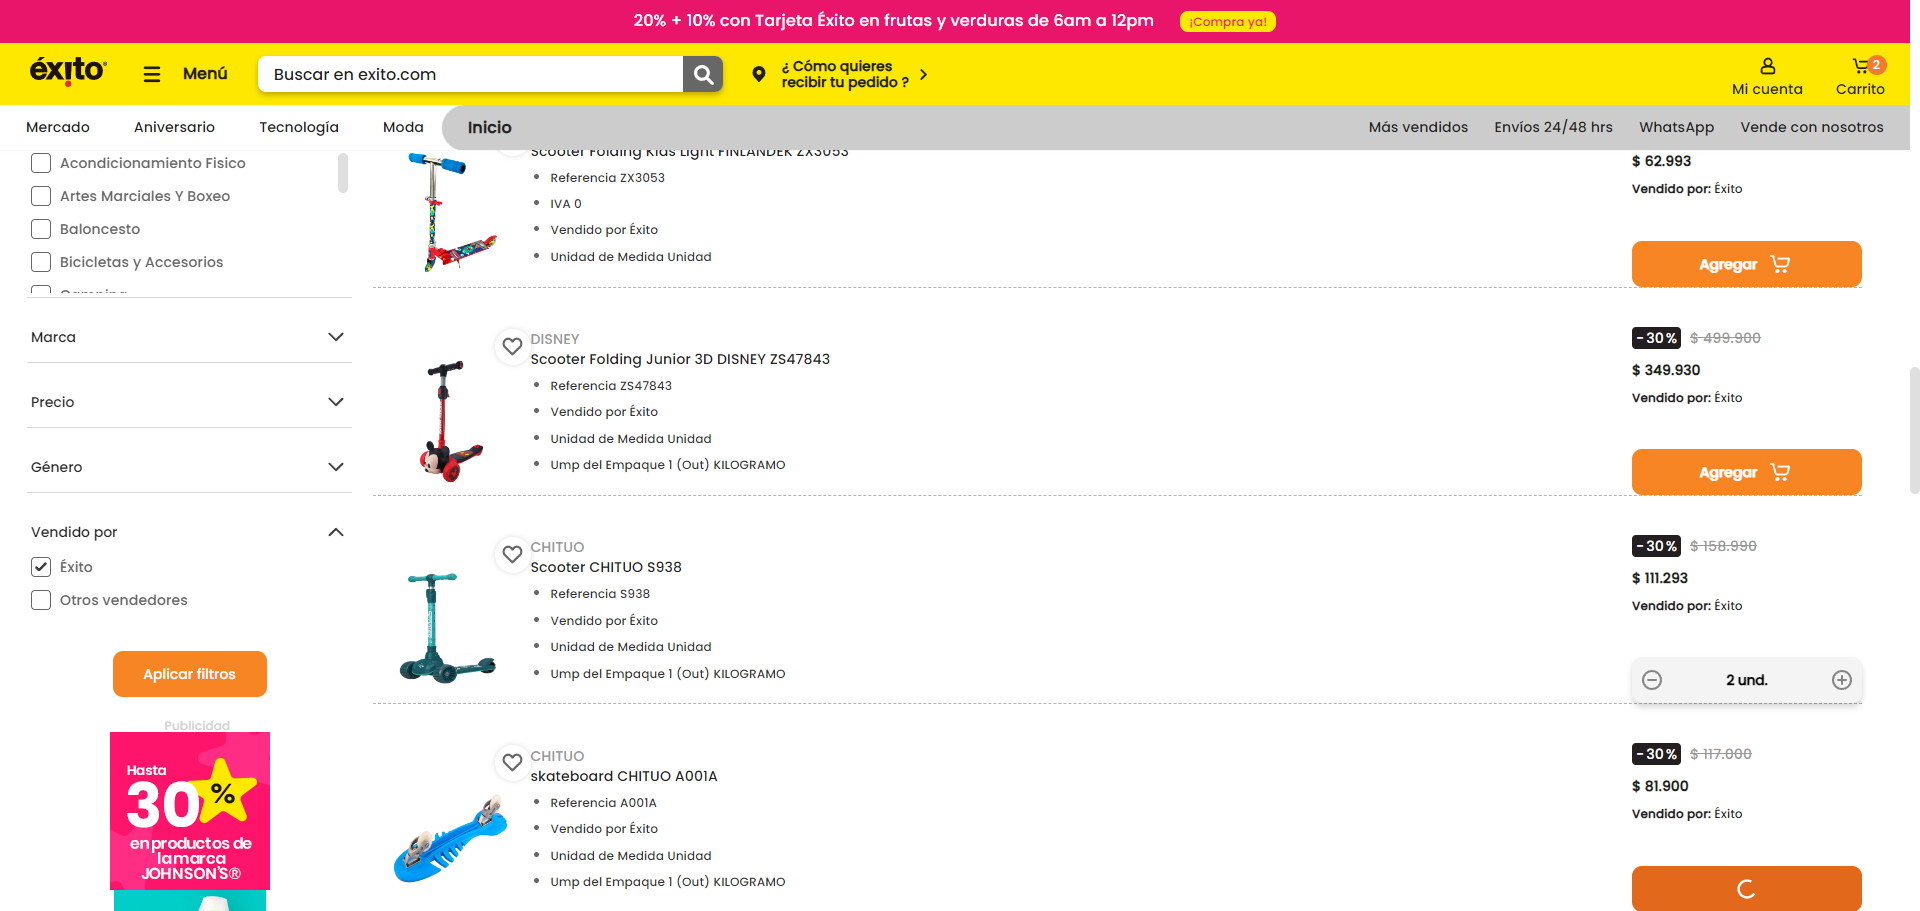 20% + 10% con Tarjeta Éxito en frutas y verduras de 6am a 12pm
¡Compra ya!
éxito
Menú
Buscar en exito.com
¿ Cómo quieres
recibir tu pedido ?
Mi cuenta
2
Carrito
Mercado
Aniversario
Tecnología
Moda
Inicio
Más vendidos
Envíos 24/48 hrs
WhatsApp
Vende con nosotros
Acondicionamiento Fisico
Artes Marciales Y Boxeo
Baloncesto
Bicicletas y Accesorios
Marca
Precio
Género
Vendido por
Éxito
Otros vendedores
Aplicar filtros
Publicidad
Hasta
30%
en productos de
la marca
JOHNSON'S®
Scooter Folding Kids Light FINLANDEK ZX3053
Referencia ZX3053
IVA 0
Vendido por Éxito
Unidad de Medida Unidad
$ 62.993
Vendido por: Éxito
Agregar
DISNEY
Scooter Folding Junior 3D DISNEY ZS47843
Referencia ZS47843
Vendido por Éxito
Unidad de Medida Unidad
Ump del Empaque 1 (Out) KILOGRAMO
-30% $ 499.900
$ 349.930
Vendido por: Éxito
Agregar
CHITUO
Scooter CHITUO S938
Referencia S938
Vendido por Éxito
Unidad de Medida Unidad
Ump del Empaque 1 (Out) KILOGRAMO
-30% $ 158.990
$ 111.293
Vendido por: Éxito
2 und.
CHITUO
skateboard CHITUO A001A
Referencia A001A
Vendido por Éxito
Unidad de Medida Unidad
Ump del Empaque 1 (Out) KILOGRAMO
-30% $ 117.000
$ 81.900
Vendido por: Éxito